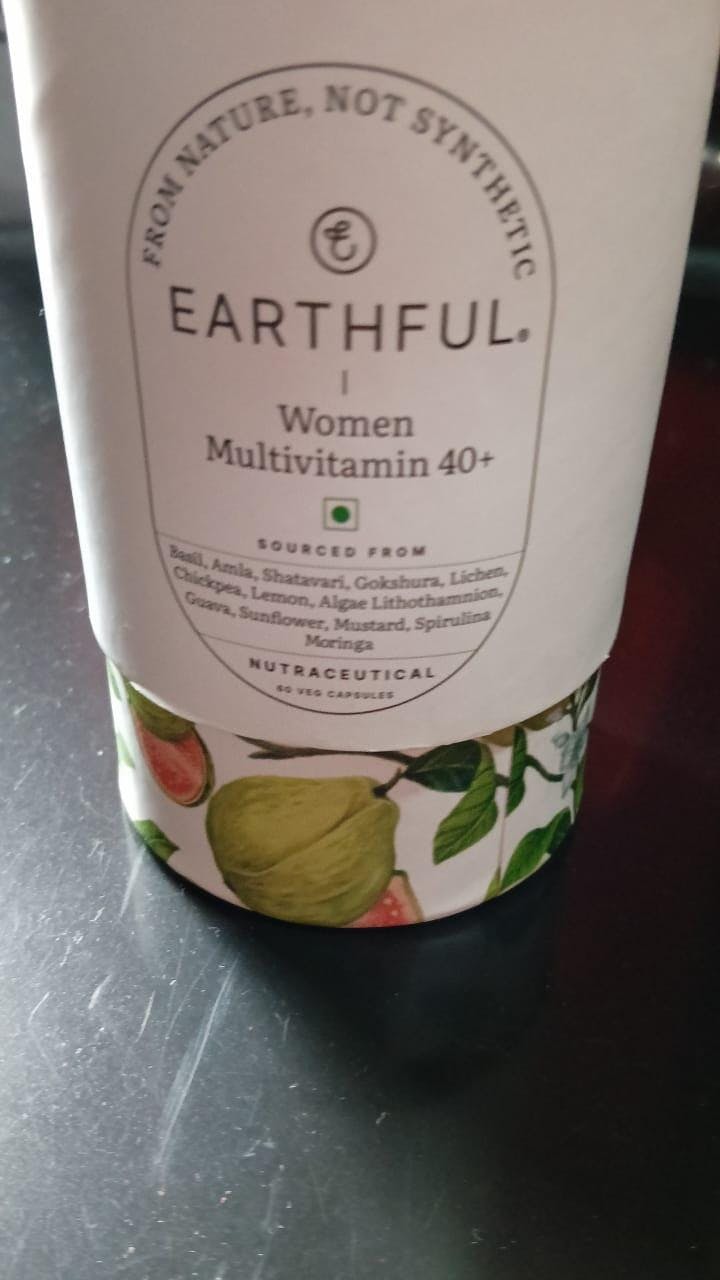 FROM NATURE, NOT SYNTHETIC
EARTHFUL®
Women
Multivitamin 40+
SOURCED FROM
Basil, Amla, Shatavari, Gokshura, Lichen,
Chickpea, Lemon, Algae Lithothamnion,
Guava, Sunflower, Mustard, Spirulina
Moringa
NUTRACEUTICAL
60 VEG CAPSULES